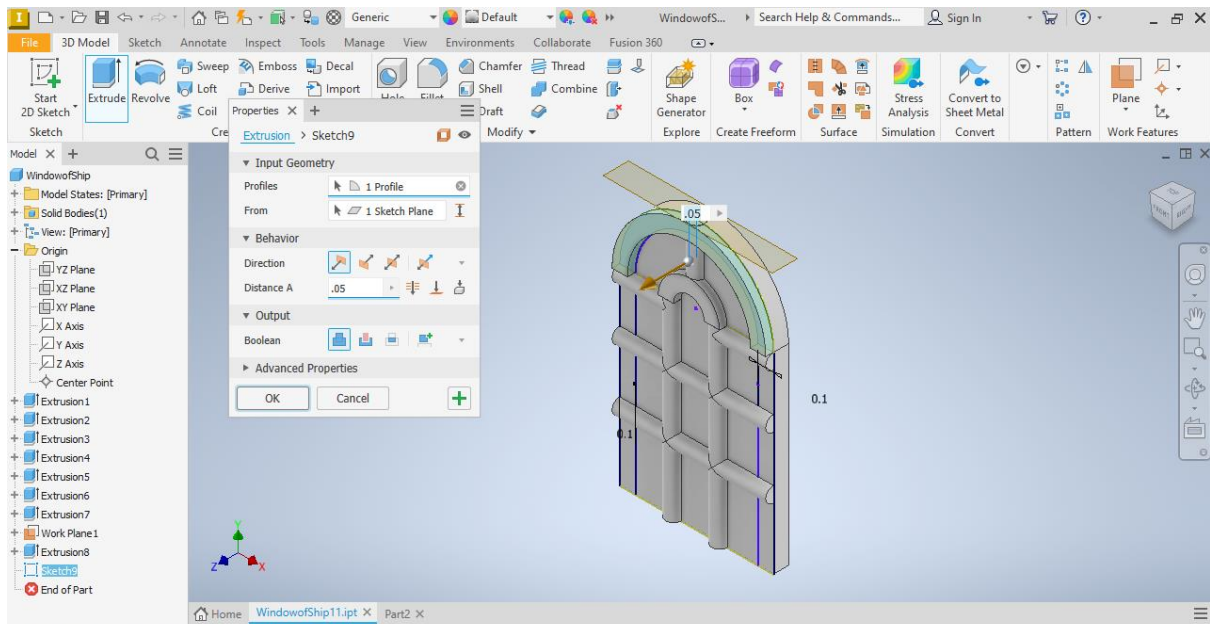 Generic
Default
WindowofS...
Search Help & Commands...
Sign In
File 3D Model Sketch Annotate Inspect Tools Manage View Environments Collaborate Fusion 360
Start 2D Sketch
Extrude
Revolve
Sweep
Loft
Coil
Emboss
Derive
Decal
Import
Hole
Fillet
Chamfer
Shell
Draft
Thread
Combine
Shape Generator
Box
Stress Analysis
Convert to Sheet Metal
Plane
Sketch
Cre
Modify
Explore
Create Freeform
Surface
Simulation
Convert
Pattern
Work Features
Model
WindowofShip
Model States: [Primary]
Solid Bodies(1)
View: [Primary]
Origin
YZ Plane
XZ Plane
XY Plane
X Axis
Y Axis
Z Axis
Center Point
Extrusion1
Extrusion2
Extrusion3
Extrusion4
Extrusion5
Extrusion6
Extrusion7
Work Plane1
Extrusion8
Sketch9
End of Part
Properties
Extrusion > Sketch9
Input Geometry
Profiles 1 Profile
From 1 Sketch Plane
Behavior
Direction
Distance A .05
Output
Boolean
Advanced Properties
OK Cancel
.05
0.1
0.1
Y
Z
X
Home WindowofShip11.ipt Part2